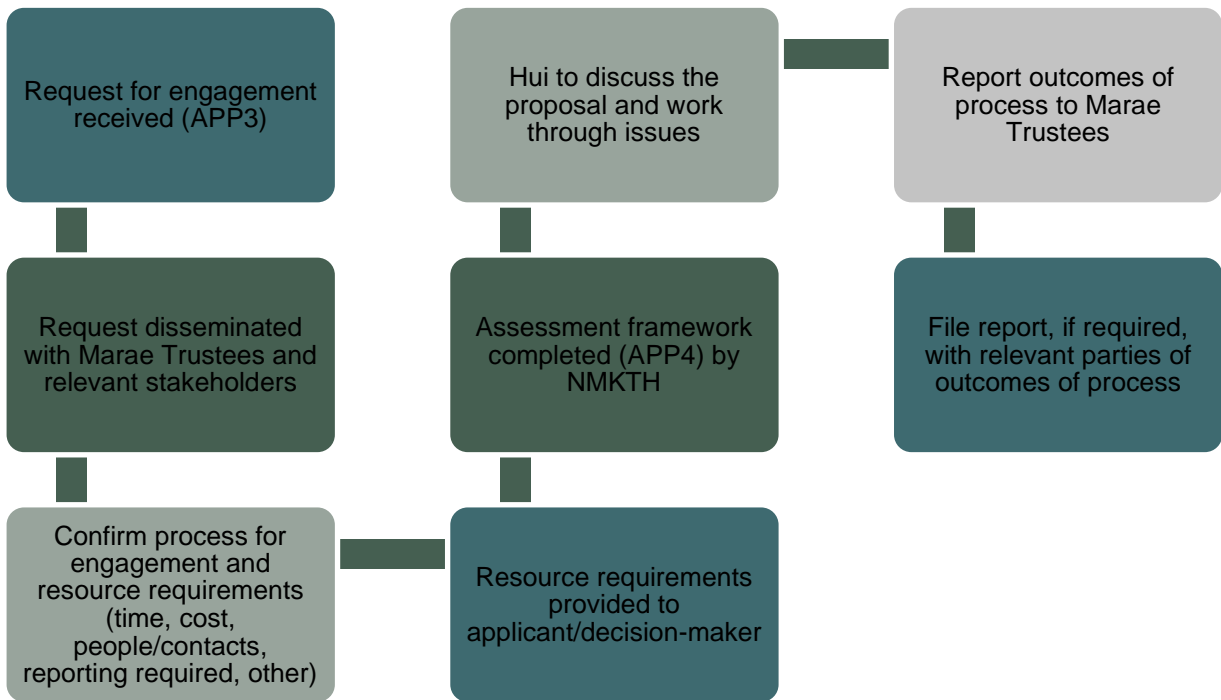 Request for engagement
received (APP3)
Request disseminated
with Marae Trustees and
relevant stakeholders
Confirm process for
engagement and
resource requirements
(time, cost,
people/contacts,
reporting required, other)
Resource requirements
provided to
applicant/decision-maker
Assessment framework
completed (APP4) by
NMKTH
Hui to discuss the
proposal and work
through issues
Report outcomes of
process to Marae
Trustees
File report, if required,
with relevant parties of
outcomes of process